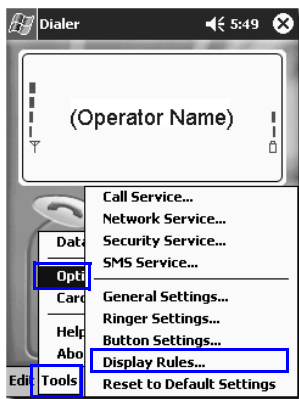 Dialer 5:49
(Operator Name)
Call Service...
Network Service...
Security Service...
SMS Service...
General Settings...
Ringer Settings...
Button Settings...
Display Rules...
Reset to Default Settings
Data
Opti
Card
Help
Abo
Edit Tools